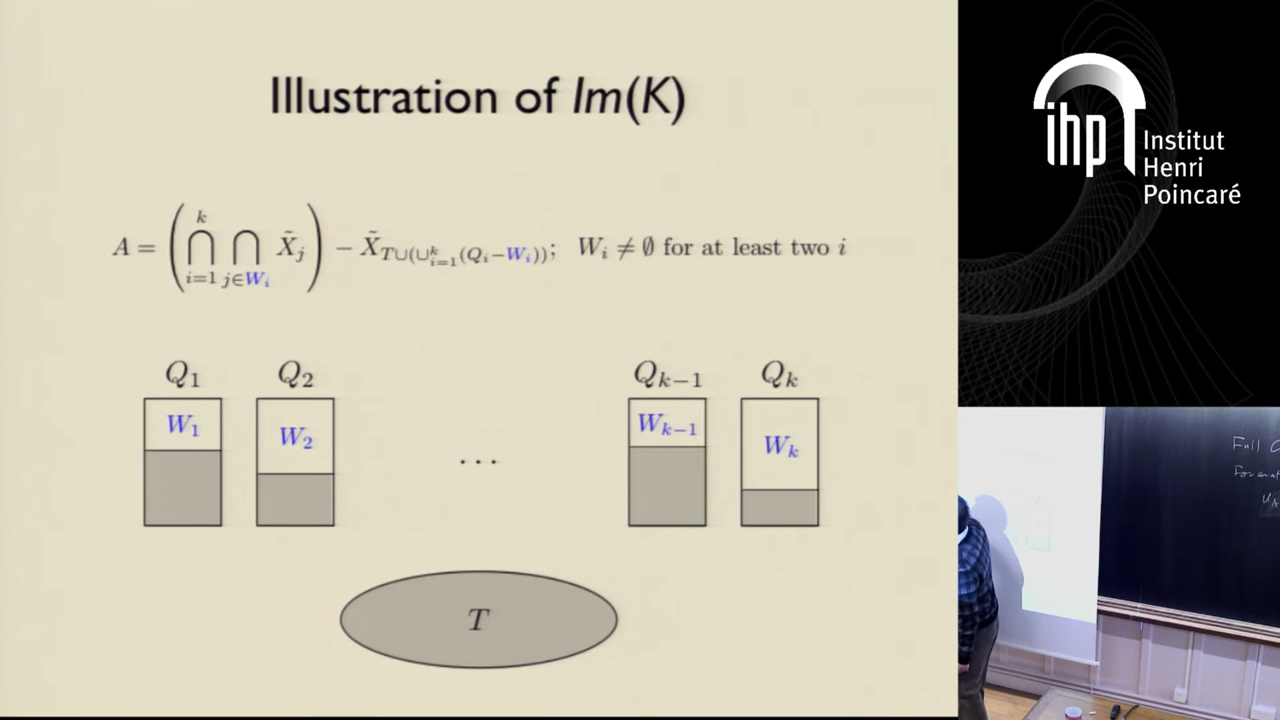 Illustration of Im(K)
A = (⋂_{i=1}^{k} ⋂_{j∈W_i} X̃_j) − X̃_{T∪(∪_{i=1}^{k}(Q_i−W_i))}; W_i ≠ ∅ for at least two i
Q_1 Q_2 Q_{k−1} Q_k
W_1 W_2 ... W_{k−1} W_k
T
ihp Institut
Henri
Poincaré
Full